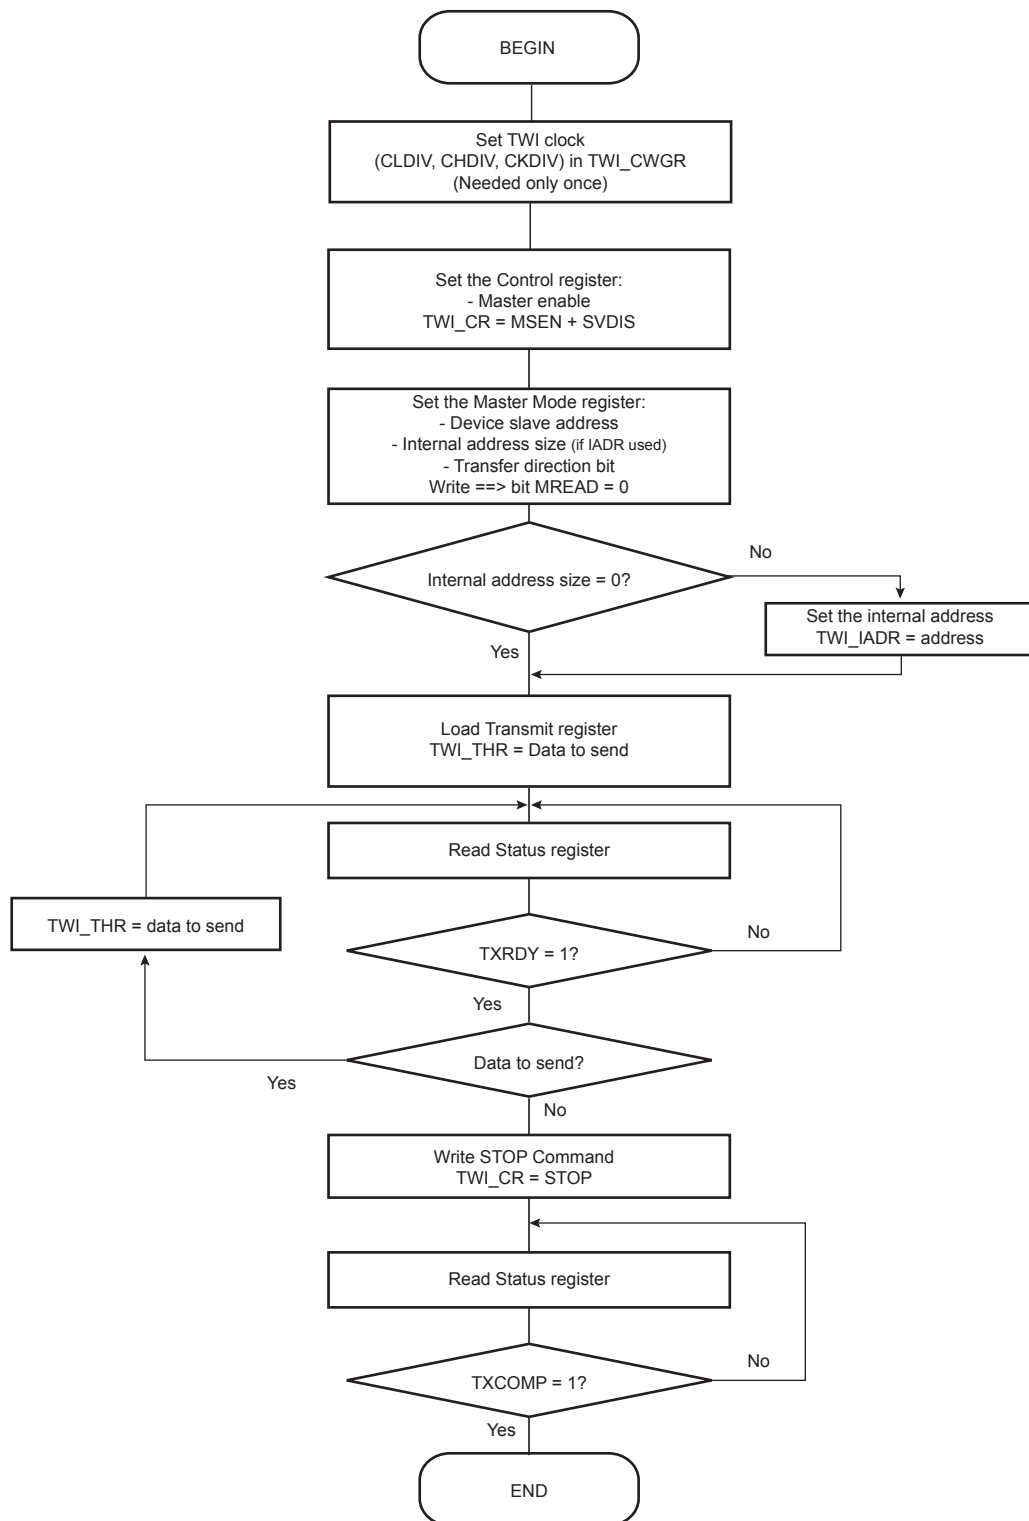 BEGIN
Set TWI clock
(CLDIV, CHDIV, CKDIV) in TWI_CWGR
(Needed only once)
Set the Control register:
- Master enable
TWI_CR = MSEN + SVDIS
Set the Master Mode register:
- Device slave address
- Internal address size (if IADR used)
- Transfer direction bit
Write ==> bit MREAD = 0
Internal address size = 0?
No
Set the internal address
TWI_IADR = address
Yes
Load Transmit register
TWI_THR = Data to send
Read Status register
TWI_THR = data to send
TXRDY = 1?
No
Yes
Data to send?
Yes
No
Write STOP Command
TWI_CR = STOP
Read Status register
TXCOMP = 1?
No
Yes
END